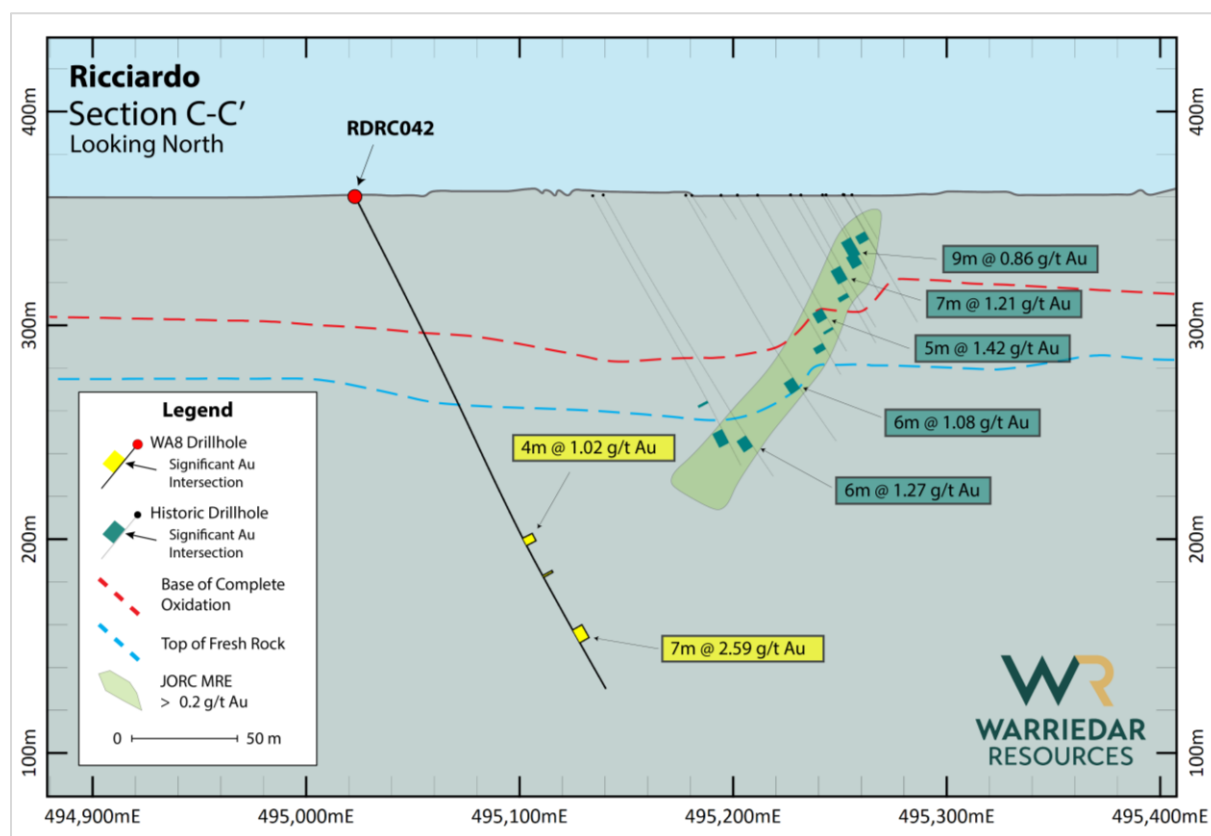 Ricciardo
Section C-C’
Looking North
RDRC042
400m
300m
200m
100m
400m
300m
200m
100m
9m @ 0.86 g/t Au
7m @ 1.21 g/t Au
5m @ 1.42 g/t Au
6m @ 1.08 g/t Au
6m @ 1.27 g/t Au
4m @ 1.02 g/t Au
7m @ 2.59 g/t Au
Legend
WA8 Drillhole
Significant Au
Intersection
Historic Drillhole
Significant Au
Intersection
Base of Complete
Oxidation
Top of Fresh Rock
JORC MRE
> 0.2 g/t Au
0 50 m
WR
WARRIEDAR
RESOURCES
494,900mE 495,000mE 495,100mE 495,200mE 495,300mE 495,400mE